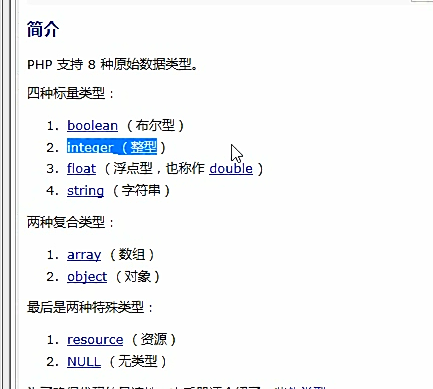 简介
PHP 支持 8 种原始数据类型。
四种标量类型：
1. boolean（布尔型）
2. integer（整型）
3. float（浮点型，也称作 double）
4. string（字符串）
两种复合类型：
1. array（数组）
2. object（对象）
最后是两种特殊类型：
1. resource（资源）
2. NULL（无类型）